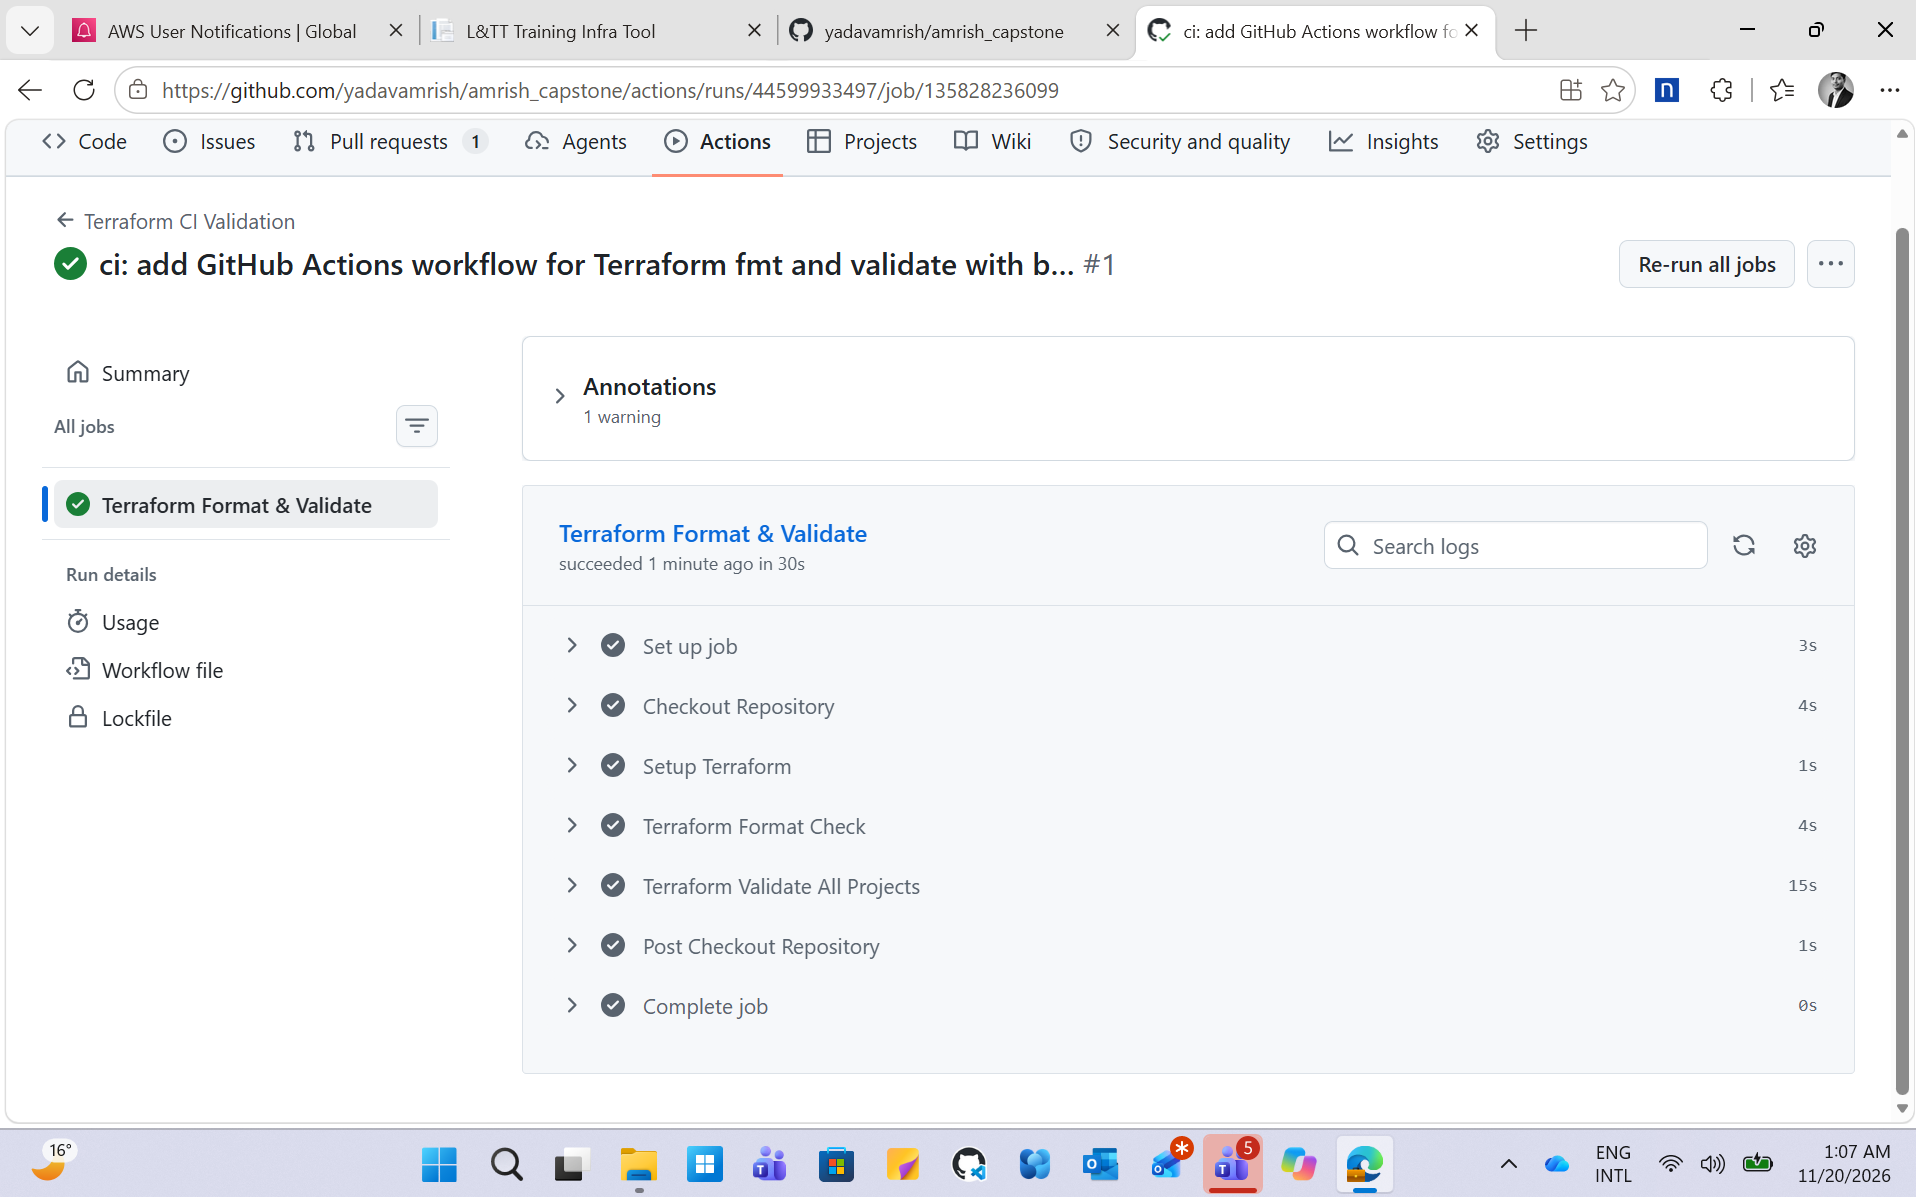 AWS User Notifications | Global
L&TT Training Infra Tool
yadavamrish/amrish_capstone
ci: add GitHub Actions workflow fo
https://github.com/yadavamrish/amrish_capstone/actions/runs/44599933497/job/135828236099
Code
Issues
Pull requests 1
Agents
Actions
Projects
Wiki
Security and quality
Insights
Settings
Terraform CI Validation
ci: add GitHub Actions workflow for Terraform fmt and validate with b... #1
Re-run all jobs
Summary
All jobs
Terraform Format & Validate
Run details
Usage
Workflow file
Lockfile
Annotations
1 warning
Terraform Format & Validate
succeeded 1 minute ago in 30s
Search logs
Set up job 3s
Checkout Repository 4s
Setup Terraform 1s
Terraform Format Check 4s
Terraform Validate All Projects 15s
Post Checkout Repository 1s
Complete job 0s
16°
5
ENG
INTL
1:07 AM
11/20/2026